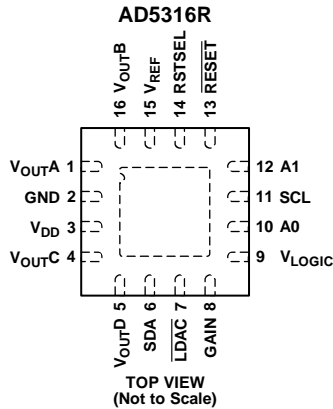 AD5316R
16 VOUTB
15 VREF
14 RSTSEL
13 RESET
VOUTA 1
GND 2
VDD 3
VOUTC 4
12 A1
11 SCL
10 A0
9 VLOGIC
VOUTD 5
SDA 6
LDAC 7
GAIN 8
TOP VIEW
(Not to Scale)